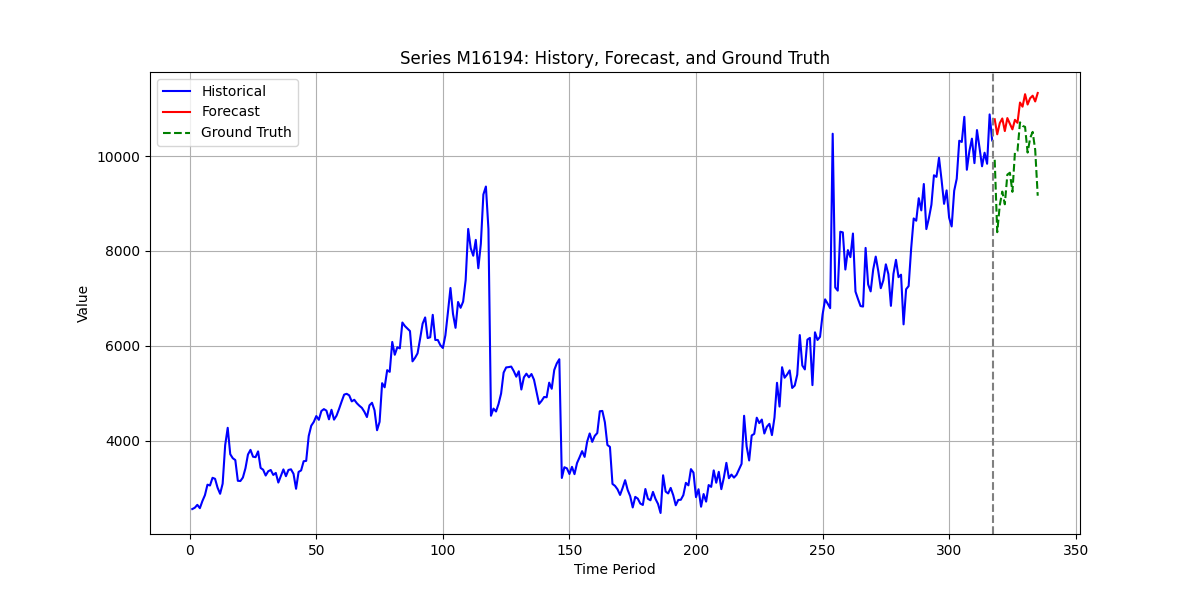 Series M16194: History, Forecast, and Ground Truth
Historical
Forecast
Ground Truth
10000
8000
6000
4000
Value
0 50 100 150 200 250 300 350
Time Period